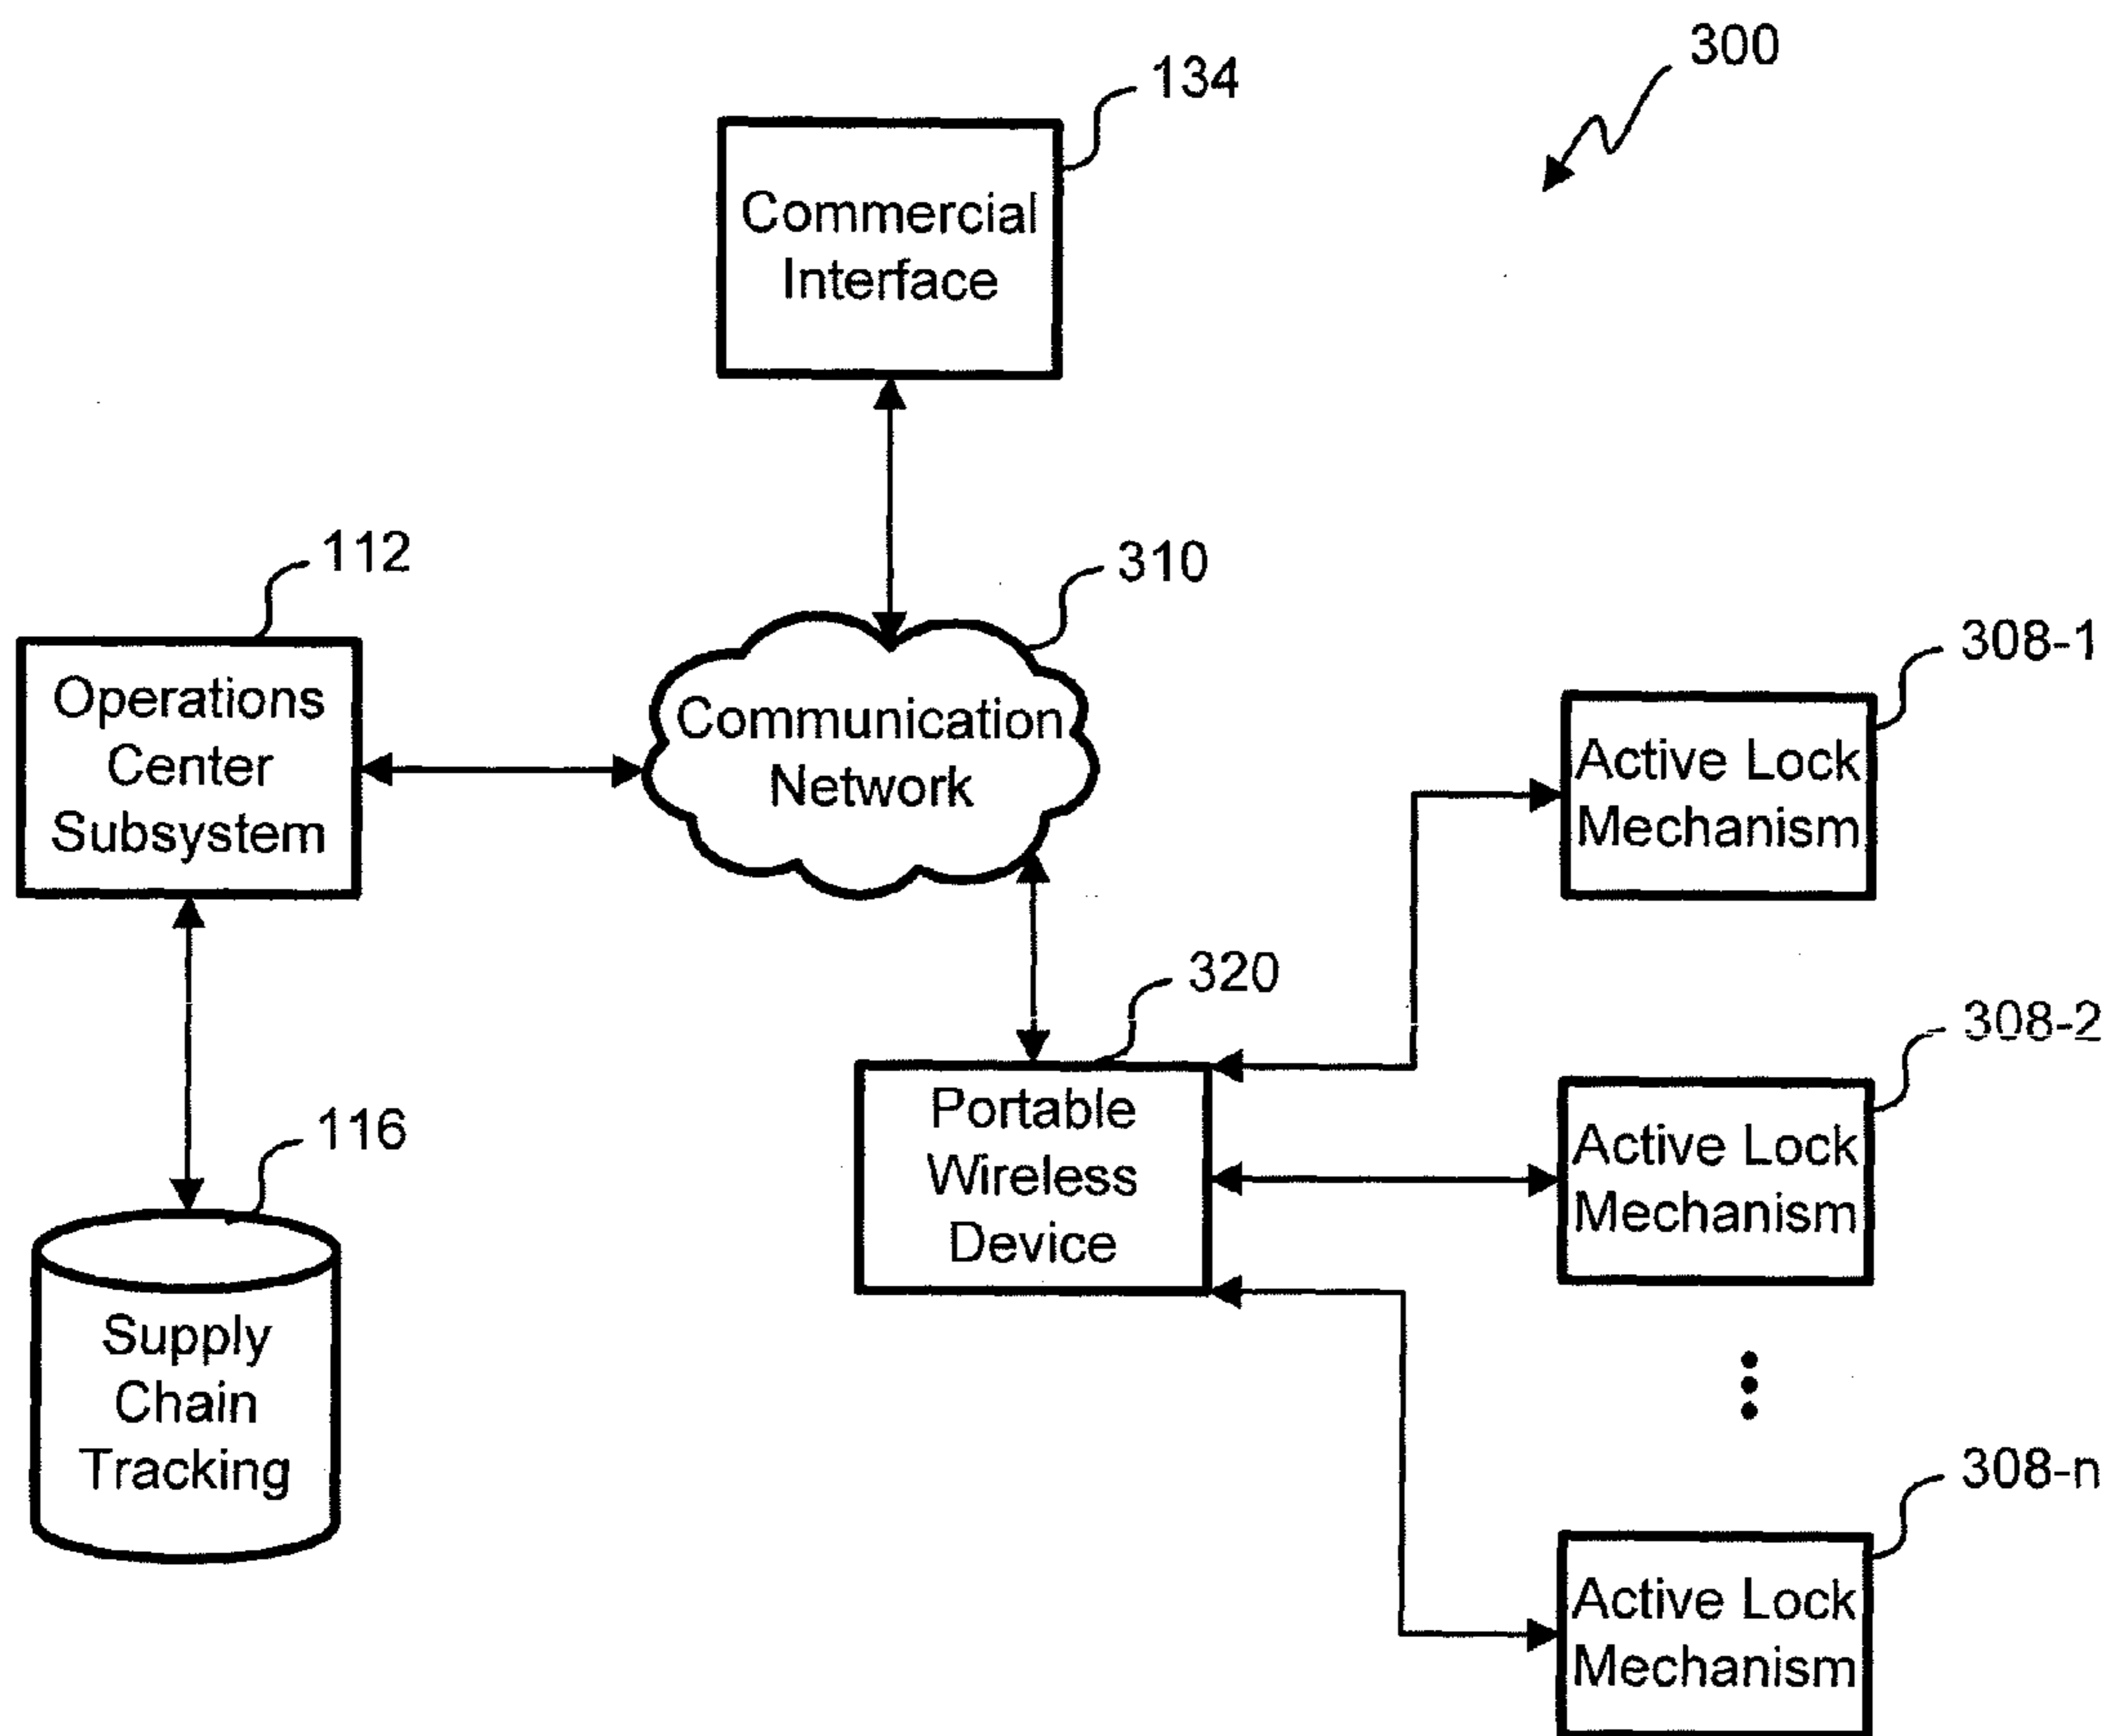 300
134
Commercial
Interface
112
310
Operations
Center
Subsystem
Communication
Network
308-1
Active Lock
Mechanism
320
308-2
Portable
Wireless
Device
Active Lock
Mechanism
116
Supply
Chain
Tracking
308-n
Active Lock
Mechanism